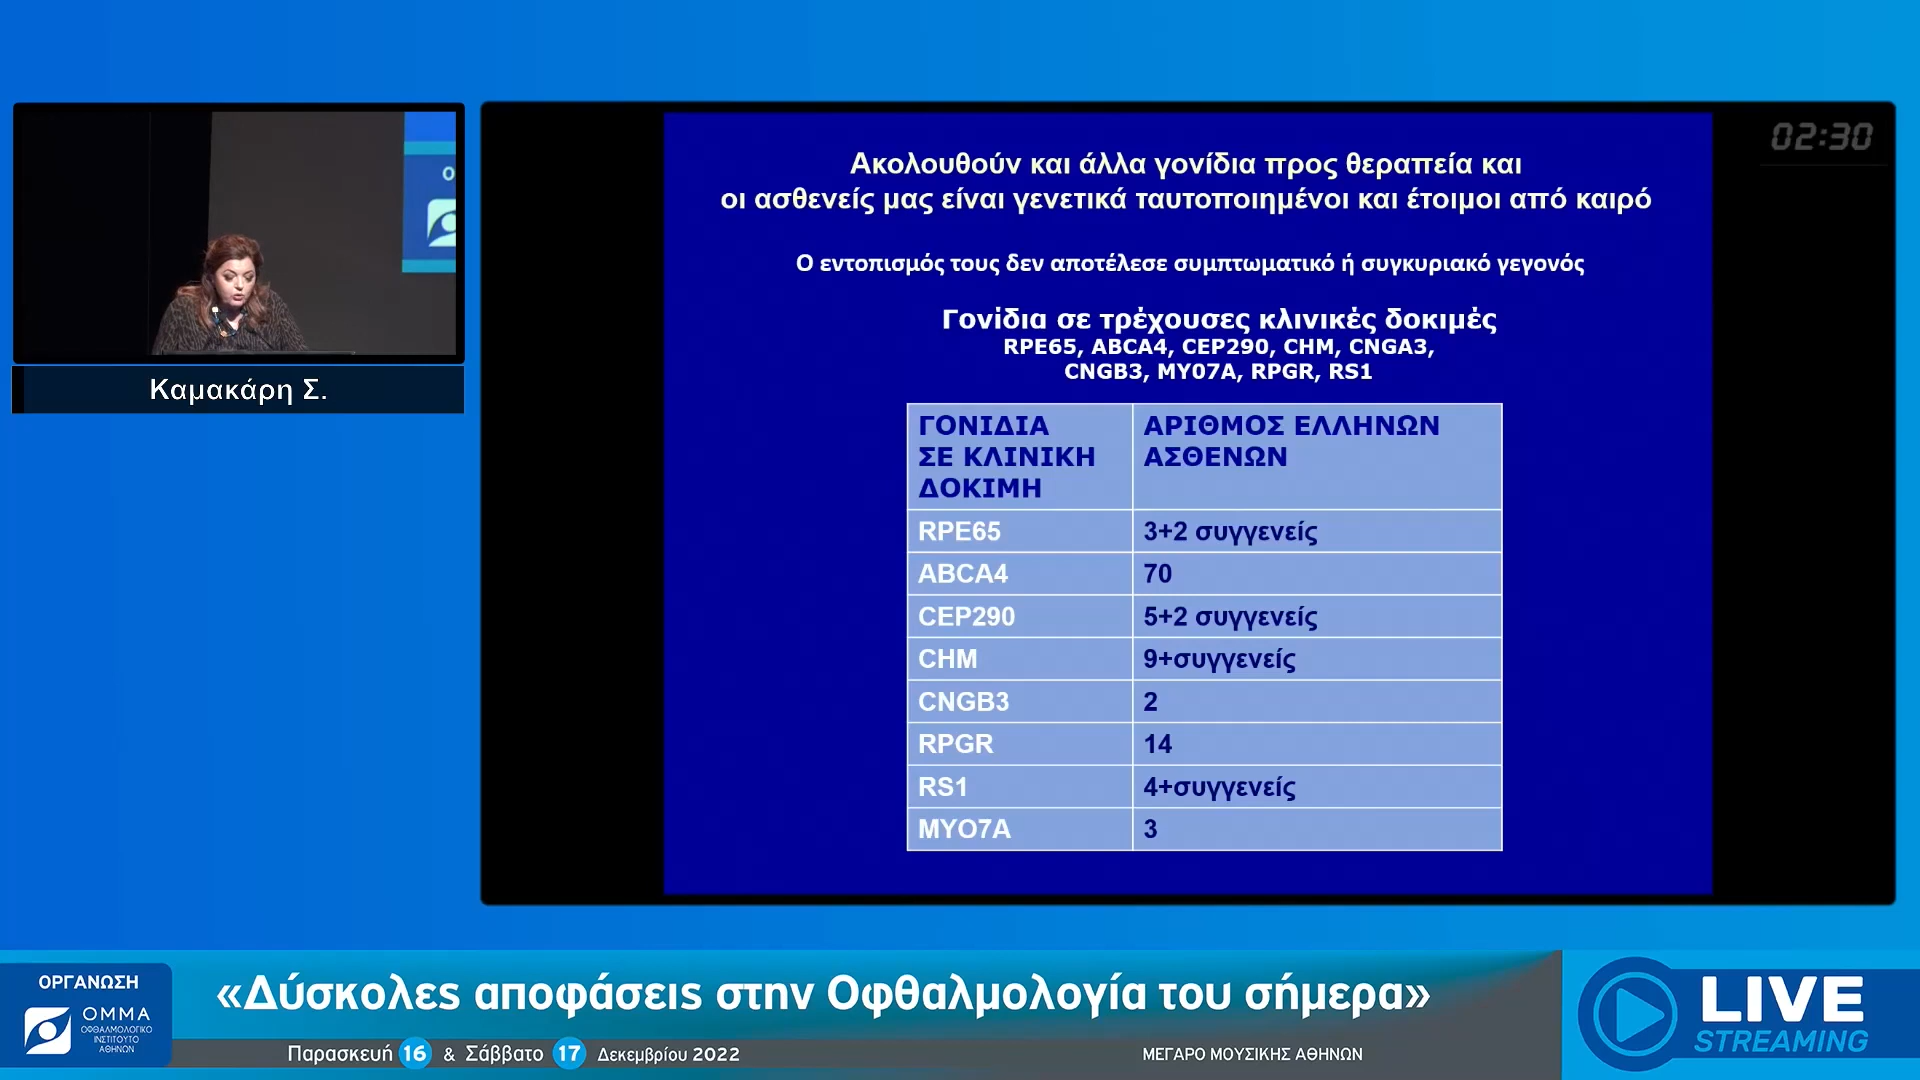 02:30
Ακολουθούν και άλλα γονίδια προς θεραπεία και
οι ασθενείς μας είναι γενετικά ταυτοποιημένοι και έτοιμοι από καιρό
Ο εντοπισμός τους δεν αποτέλεσε συμπτωματικό ή συγκυριακό γεγονός
Γονίδια σε τρέχουσες κλινικές δοκιμές
RPE65, ABCA4, CEP290, CHM, CNGA3,
CNGB3, MY07A, RPGR, RS1
ΓΟΝΙΔΙΑ
ΣΕ ΚΛΙΝΙΚΗ
ΔΟΚΙΜΗ
ΑΡΙΘΜΟΣ ΕΛΛΗΝΩΝ
ΑΣΘΕΝΩΝ
RPE65 3+2 συγγενείς
ABCA4 70
CEP290 5+2 συγγενείς
CHM 9+συγγενείς
CNGB3 2
RPGR 14
RS1 4+συγγενείς
MYO7A 3
Καμακάρη Σ.
ΟΡΓΑΝΩΣΗ
ΟΜΜΑ
ΟΦΘΑΛΜΟΛΟΓΙΚΟ
ΙΝΣΤΙΤΟΥΤΟ
ΑΘΗΝΩΝ
«Δύσκολες αποφάσεις στην Οφθαλμολογία του σήμερα»
Παρασκευή 16 & Σάββατο 17 Δεκεμβρίου 2022
ΜΕΓΑΡΟ ΜΟΥΣΙΚΗΣ ΑΘΗΝΩΝ
LIVE
STREAMING